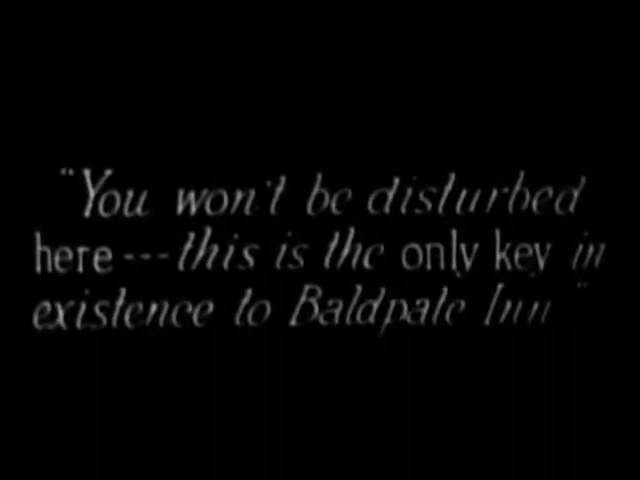 "You won't be disturbed
here---this is the only key in
existence to Baldpate Inn"